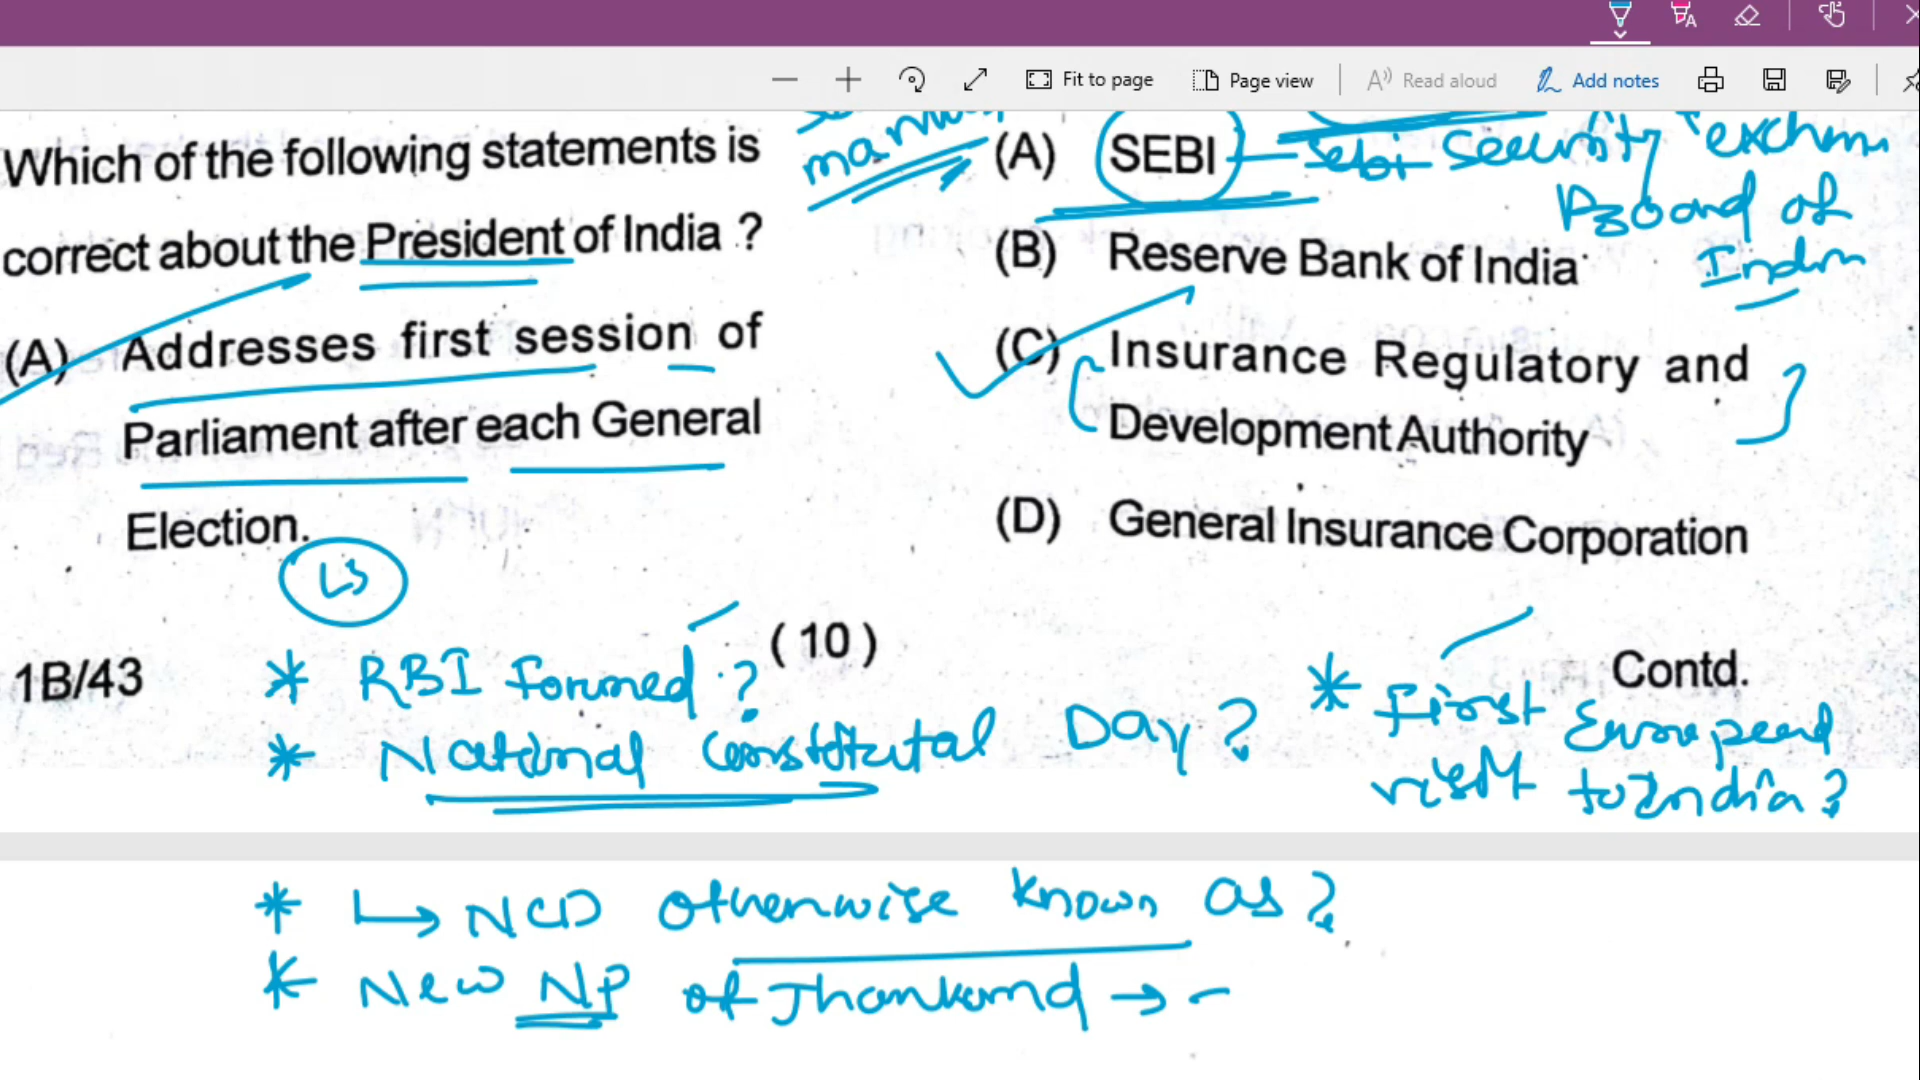 Fit to page
Page view
Read aloud
Add notes
Which of the following statements is
correct about the President of India ?
(A) Addresses first session of
Parliament after each General
Election.
LS
1B/43
(10)
(A) SEBI Sebi Security exchan
Board of
India
(B) Reserve Bank of India
(C) Insurance Regulatory and
Development Authority
(D) General Insurance Corporation
Contd.
* RBI Formed ?
* National Constitutal Day ?
* First European
visit to India ?
* ↳ NCD otherwise known as ?
* New NP of Jharkand →